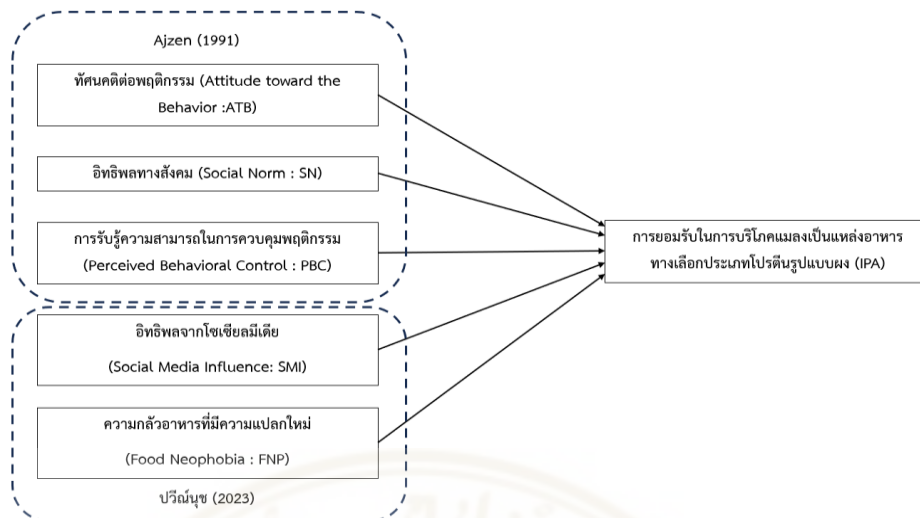 Ajzen (1991)
ทัศนคติต่อพฤติกรรม (Attitude toward the
Behavior :ATB)
อิทธิพลทางสังคม (Social Norm : SN)
การรับรู้ความสามารถในการควบคุมพฤติกรรม
(Perceived Behavioral Control : PBC)
อิทธิพลจากโซเซียลมีเดีย
(Social Media Influence: SMI)
ความกลัวอาหารที่มีความแปลกใหม่
(Food Neophobia : FNP)
ปวีณ์นุช (2023)
การยอมรับในการบริโภคแมลงเป็นแหล่งอาหาร
ทางเลือกประเภทโปรตีนรูปแบบผง (IPA)